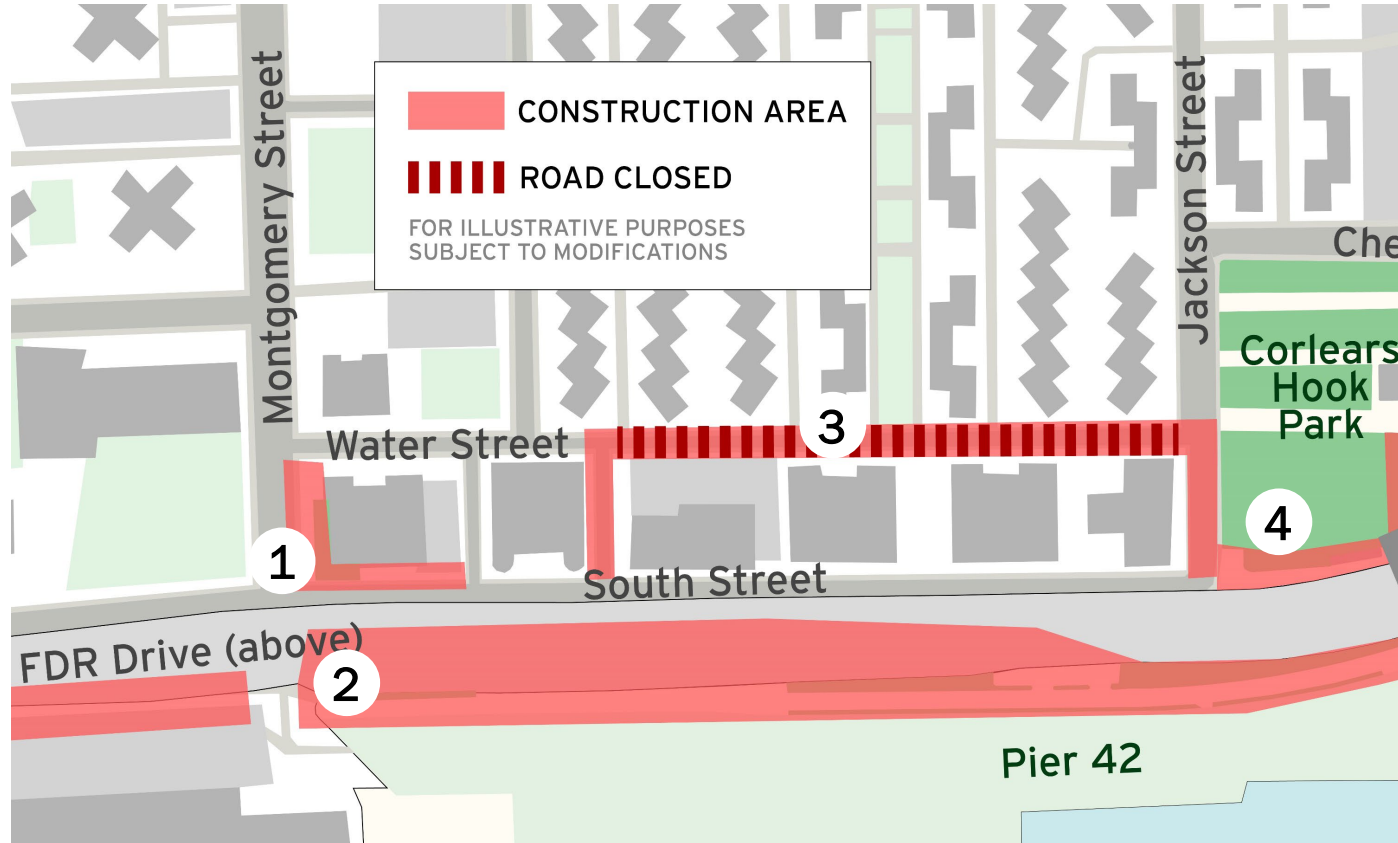 Montgomery Street
CONSTRUCTION AREA
ROAD CLOSED
FOR ILLUSTRATIVE PURPOSES
SUBJECT TO MODIFICATIONS
Jackson Street
Che
Corlears
Hook
Park
Water Street
3
4
1
South Street
FDR Drive (above)
2
Pier 42